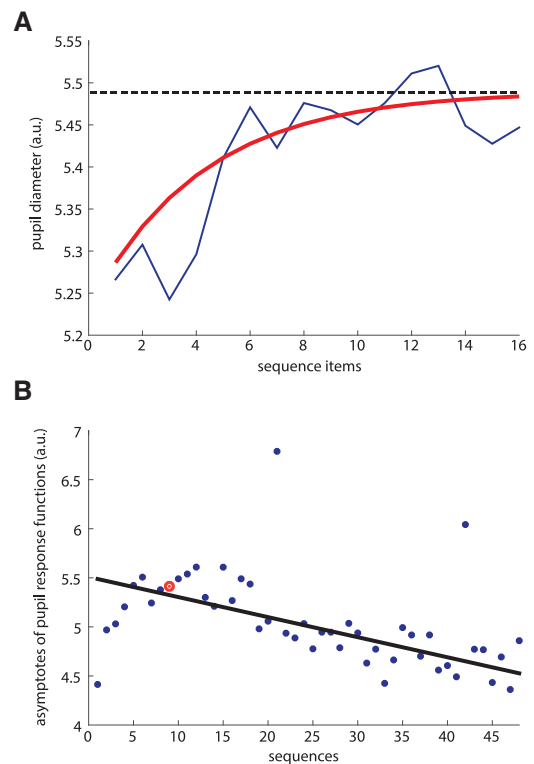 A
5.55
5.5
5.45
5.4
5.35
5.3
5.25
5.2
pupil diameter (a.u.)
0 2 4 6 8 10 12 14 16
sequence items
B
7
6.5
6
5.5
5
4.5
4
asymptotes of pupil response functions (a.u.)
0 5 10 15 20 25 30 35 40 45
sequences